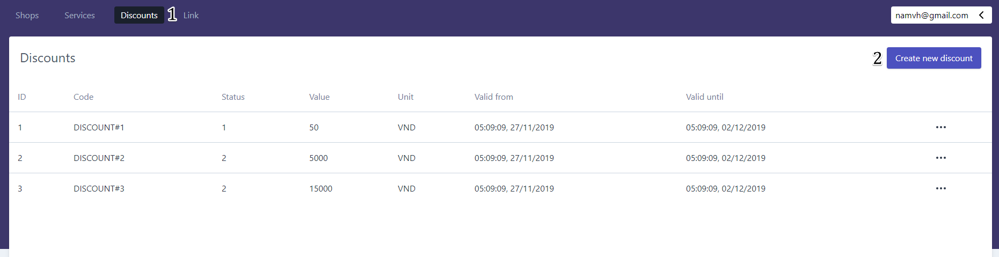 Shops Services Discounts 1 Link namvh@gmail.com
Discounts 2 Create new discount
ID Code Status Value Unit Valid from Valid until
1 DISCOUNT#1 1 50 VND 05:09:09, 27/11/2019 05:09:09, 02/12/2019
2 DISCOUNT#2 2 5000 VND 05:09:09, 27/11/2019 05:09:09, 02/12/2019
3 DISCOUNT#3 2 15000 VND 05:09:09, 27/11/2019 05:09:09, 02/12/2019